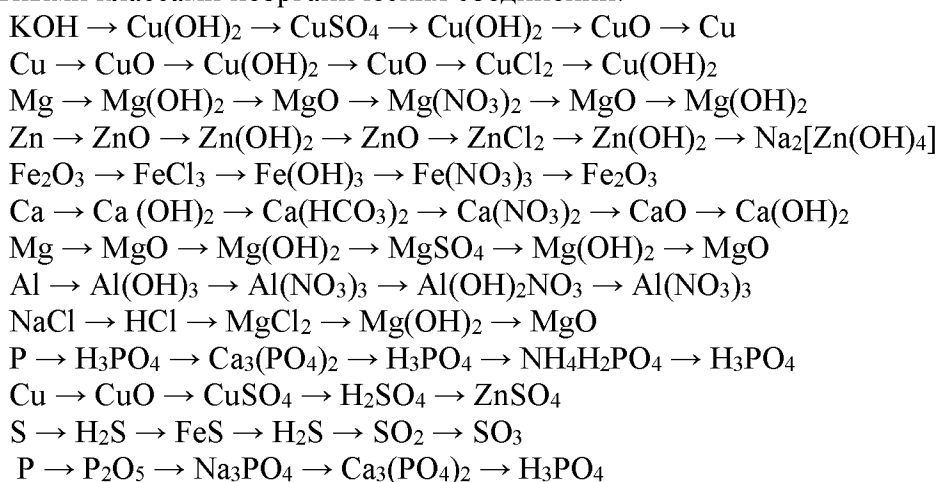 KOH → Cu(OH)₂ → CuSO₄ → Cu(OH)₂ → CuO → Cu
Cu → CuO → Cu(OH)₂ → CuO → CuCl₂ → Cu(OH)₂
Mg → Mg(OH)₂ → MgO → Mg(NO₃)₂ → MgO → Mg(OH)₂
Zn → ZnO → Zn(OH)₂ → ZnO → ZnCl₂ → Zn(OH)₂ → Na₂[Zn(OH)₄]
Fe₂O₃ → FeCl₃ → Fe(OH)₃ → Fe(NO₃)₃ → Fe₂O₃
Ca → Ca (OH)₂ → Ca(HCO₃)₂ → Ca(NO₃)₂ → CaO → Ca(OH)₂
Mg → MgO → Mg(OH)₂ → MgSO₄ → Mg(OH)₂ → MgO
Al → Al(OH)₃ → Al(NO₃)₃ → Al(OH)₂NO₃ → Al(NO₃)₃
NaCl → HCl → MgCl₂ → Mg(OH)₂ → MgO
P → H₃PO₄ → Ca₃(PO₄)₂ → H₃PO₄ → NH₄H₂PO₄ → H₃PO₄
Cu → CuO → CuSO₄ → H₂SO₄ → ZnSO₄
S → H₂S → FeS → H₂S → SO₂ → SO₃
P → P₂O₅ → Na₃PO₄ → Ca₃(PO₄)₂ → H₃PO₄